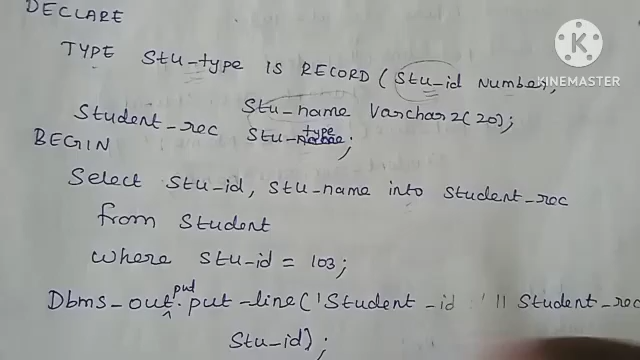 DECLARE
TYPE Stu-type IS RECORD (Stu-id Number,
Stu-name Varchar2(20);
Student-rec Stu-type;
BEGIN
Select Stu-id, Stu-name into Student-rec
from Student
where Stu-id = 103;
Dbms-output.put-line('Student-id : ' || Student-rec
Stu-id);
KINEMASTER